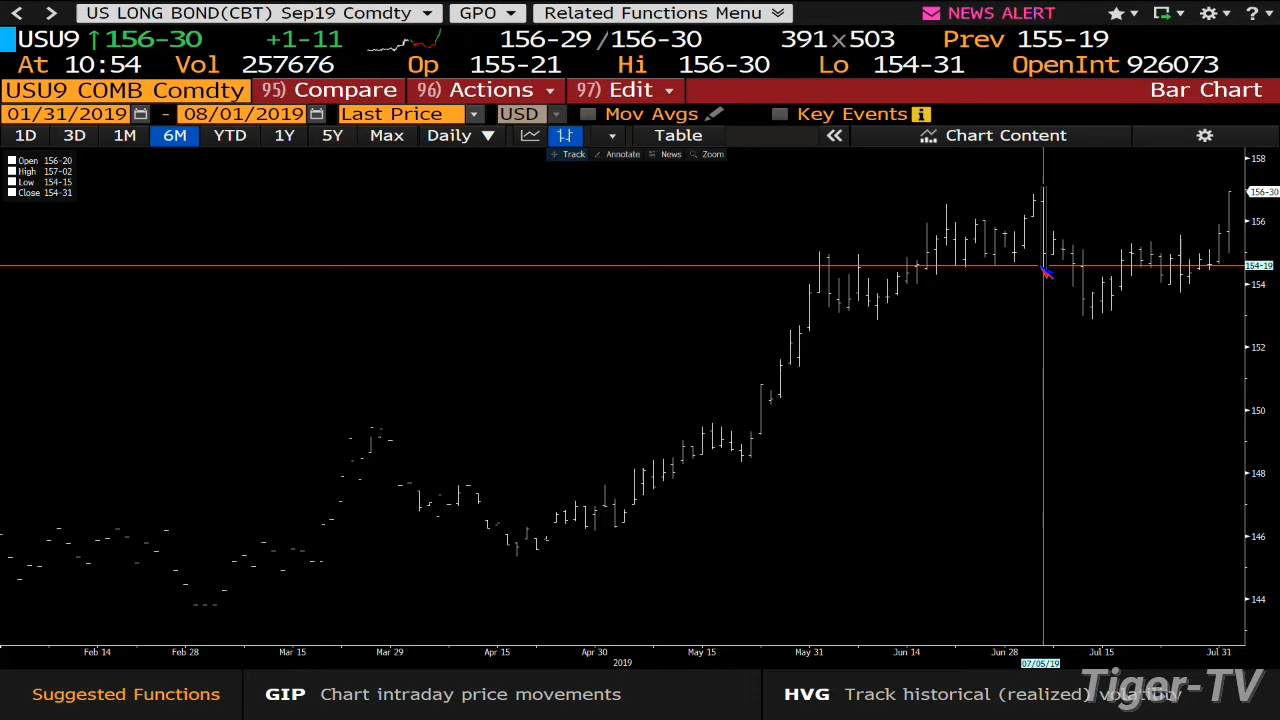 US LONG BOND(CBT) Sep19 Comdty GPO Related Functions Menu NEWS ALERT ?
USU9 ↑156-30 +1-11 156-29/156-30 391x503 Prev 155-19
At 10:54 Vol 257676 Op 155-21 Hi 156-30 Lo 154-31 OpenInt 926073
USU9 COMB Comdty 95) Compare 96) Actions 97) Edit Bar Chart
01/31/2019 - 08/01/2019 Last Price USD Mov Avgs Key Events i
1D 3D 1M 6M YTD 1Y 5Y Max Daily ▼ Table « Chart Content
Track Annotate News Zoom
Open 156-20
High 157-02
Low 154-15
Close 154-31
158
156-30
156
154-19
154
152
150
148
146
144
Feb 14 Feb 28 Mar 15 Mar 29 Apr 15 Apr 30 May 15 May 31 Jun 14 Jun 28 Jul 15 Jul 31
2019 07/05/19
Suggested Functions GIP Chart intraday price movements HVG Track historical (realized) volatility
Tiger-TV